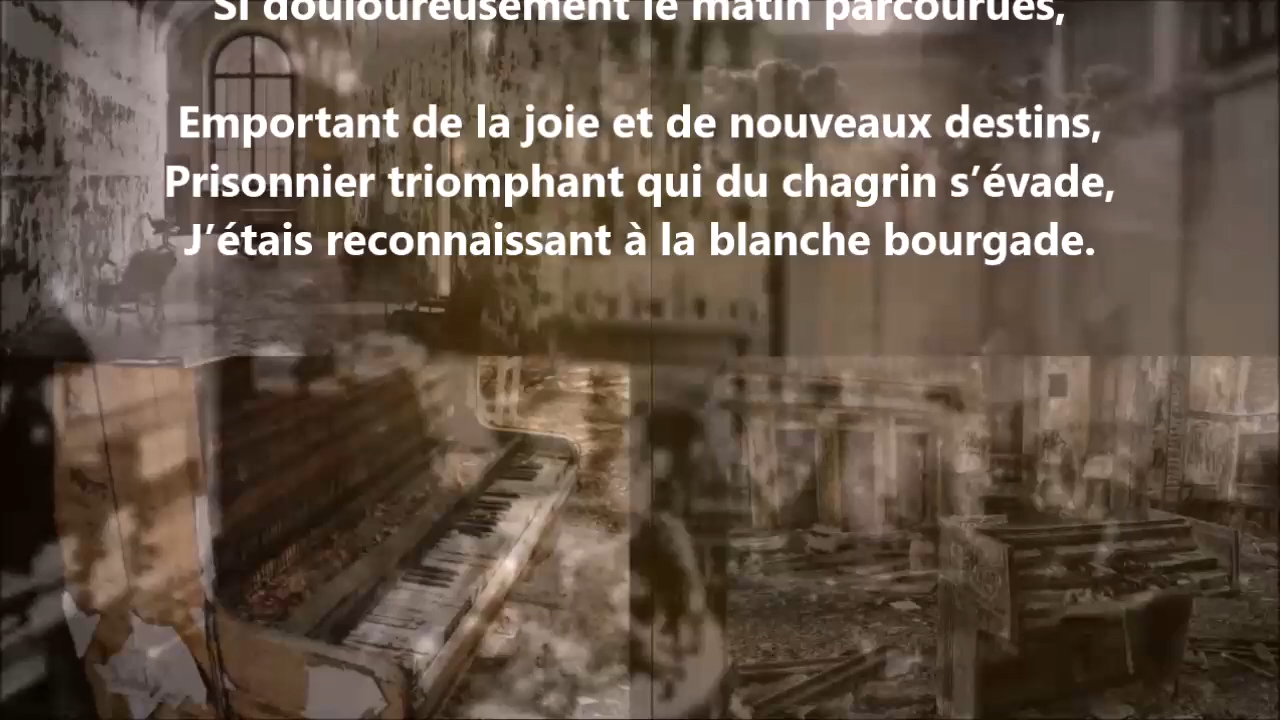 Si douloureusement le matin parcourues,
Emportant de la joie et de nouveaux destins,
Prisonnier triomphant qui du chagrin s’évade,
J’étais reconnaissant à la blanche bourgade.